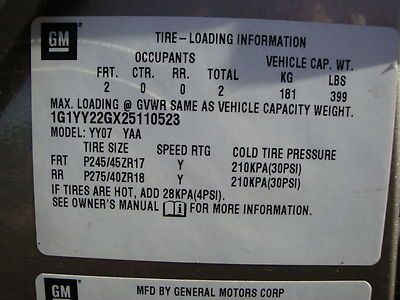 GM
TIRE-LOADING INFORMATION
OCCUPANTS VEHICLE CAP. WT.
FRT. CTR. RR. TOTAL KG LBS
2 0 0 2 181 399
MAX. LOADING @ GVWR SAME AS VEHICLE CAPACITY WEIGHT.
1G1YY22GX25110523
MODEL: YY07 YAA
TIRE SIZE SPEED RTG COLD TIRE PRESSURE
FRT P245/45ZR17 Y 210KPA(30PSI)
RR P275/40ZR18 Y 210KPA(30PSI)
IF TIRES ARE HOT, ADD 28KPA(4PSI).
SEE OWNER'S MANUAL FOR MORE INFORMATION.
GM
MFD BY GENERAL MOTORS CORP